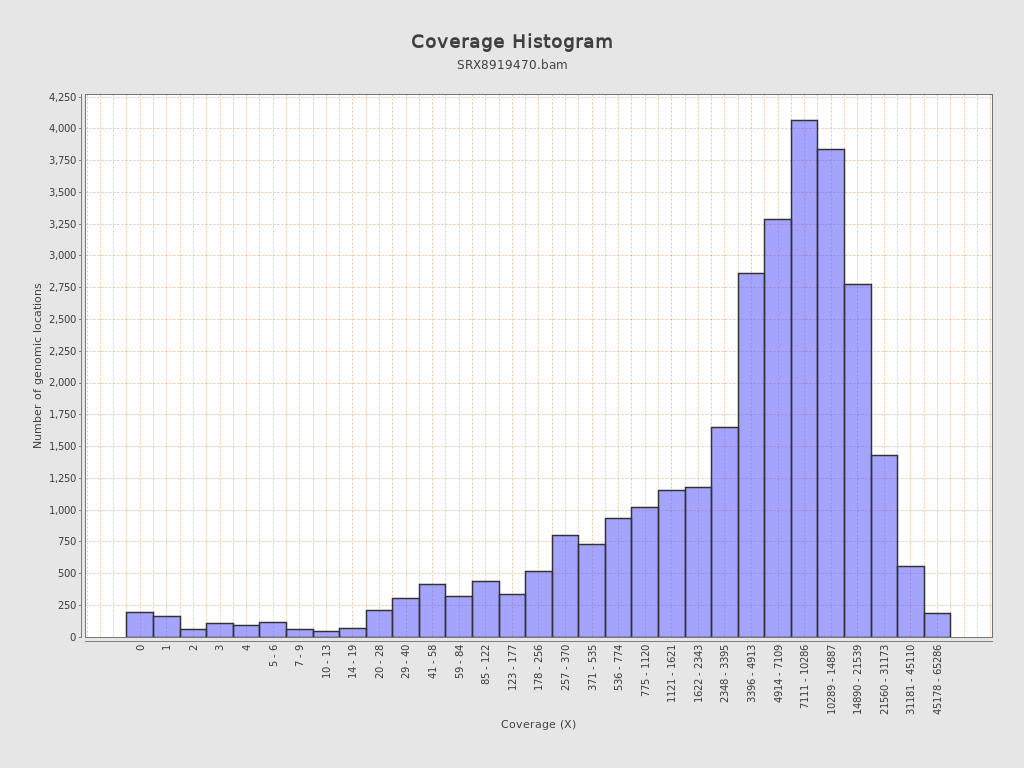 Coverage Histogram
SRX8919470.bam
4,250
4,000
3,750
3,500
3,250
3,000
2,750
2,500
2,250
2,000
1,750
1,500
1,250
1,000
750
500
250
0
Number of genomic locations
0
1
2
3
4
5 - 6
7 - 9
10 - 13
14 - 19
20 - 28
29 - 40
41 - 58
59 - 84
85 - 122
123 - 177
178 - 256
257 - 370
371 - 535
536 - 774
775 - 1120
1121 - 1621
1622 - 2343
2348 - 3395
3396 - 4913
4914 - 7109
7111 - 10286
10289 - 14887
14890 - 21539
21560 - 31173
31181 - 45110
45178 - 65286
Coverage (X)